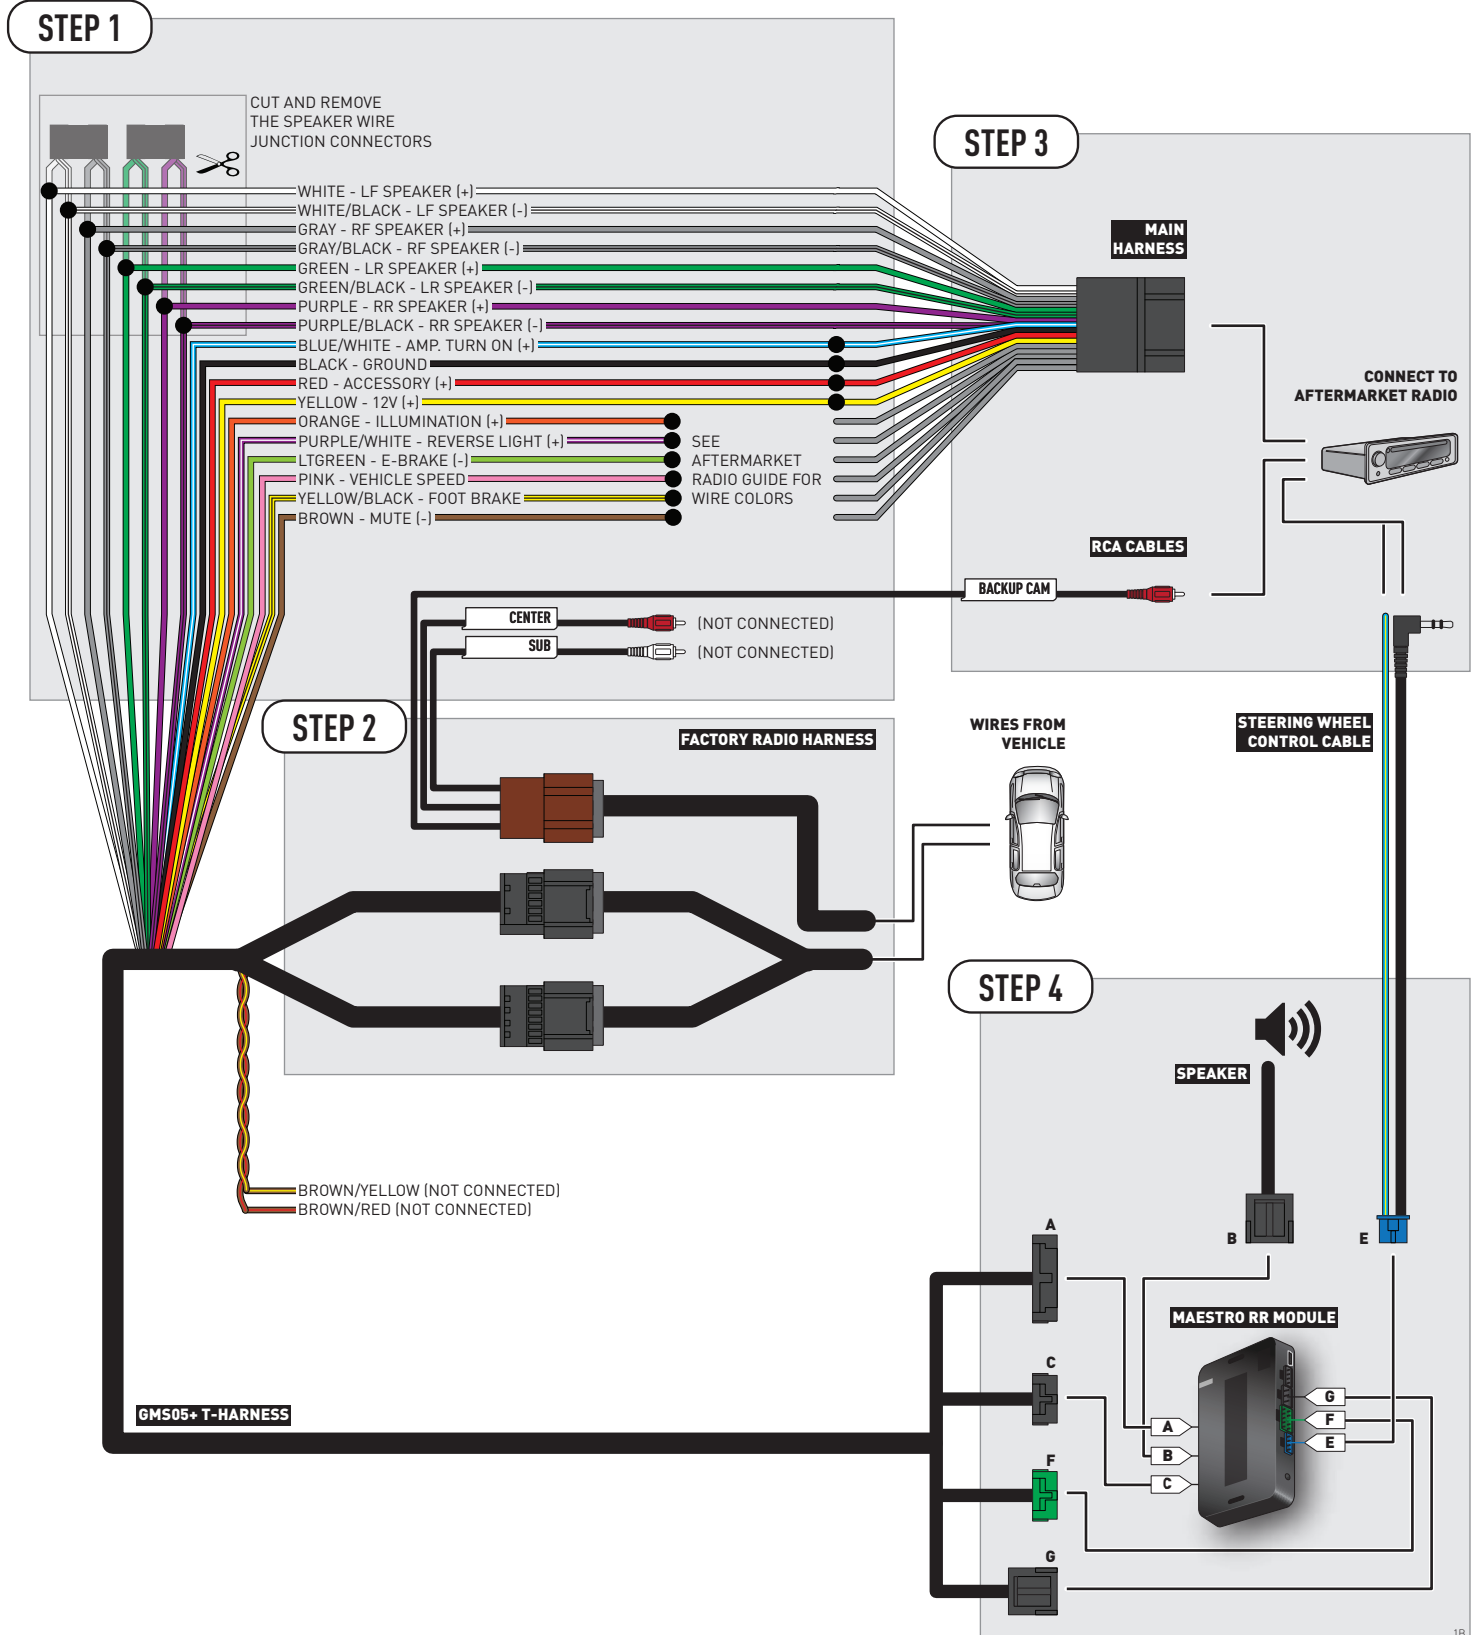 STEP 1
CUT AND REMOVE
THE SPEAKER WIRE
JUNCTION CONNECTORS
WHITE - LF SPEAKER (+)
WHITE/BLACK - LF SPEAKER (-)
GRAY - RF SPEAKER (+)
GRAY/BLACK - RF SPEAKER (-)
GREEN - LR SPEAKER (+)
GREEN/BLACK - LR SPEAKER (-)
PURPLE - RR SPEAKER (+)
PURPLE/BLACK - RR SPEAKER (-)
BLUE/WHITE - AMP. TURN ON (+)
BLACK - GROUND
RED - ACCESSORY (+)
YELLOW - 12V (+)
ORANGE - ILLUMINATION (+)
PURPLE/WHITE - REVERSE LIGHT (+)
LTGREEN - E-BRAKE (-)
PINK - VEHICLE SPEED
YELLOW/BLACK - FOOT BRAKE
BROWN - MUTE (-)
SEE
AFTERMARKET
RADIO GUIDE FOR
WIRE COLORS
CENTER
(NOT CONNECTED)
SUB
(NOT CONNECTED)
STEP 3
MAIN
HARNESS
CONNECT TO
AFTERMARKET RADIO
RCA CABLES
BACKUP CAM
STEP 2
FACTORY RADIO HARNESS
WIRES FROM
VEHICLE
STEERING WHEEL
CONTROL CABLE
BROWN/YELLOW (NOT CONNECTED)
BROWN/RED (NOT CONNECTED)
GMS05+ T-HARNESS
STEP 4
SPEAKER
B
E
A
C
F
G
MAESTRO RR MODULE
A
B
C
G
F
E
1B